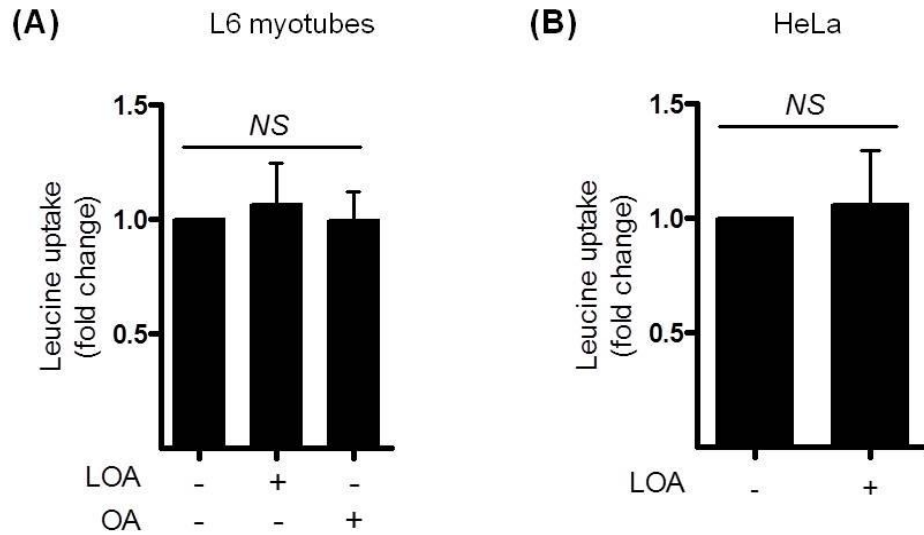 (A) L6 myotubes
NS
Leucine uptake
(fold change)
1.5
1.0
0.5
LOA - + -
OA - - +
(B) HeLa
NS
Leucine uptake
(fold change)
1.5
1.0
0.5
LOA - +